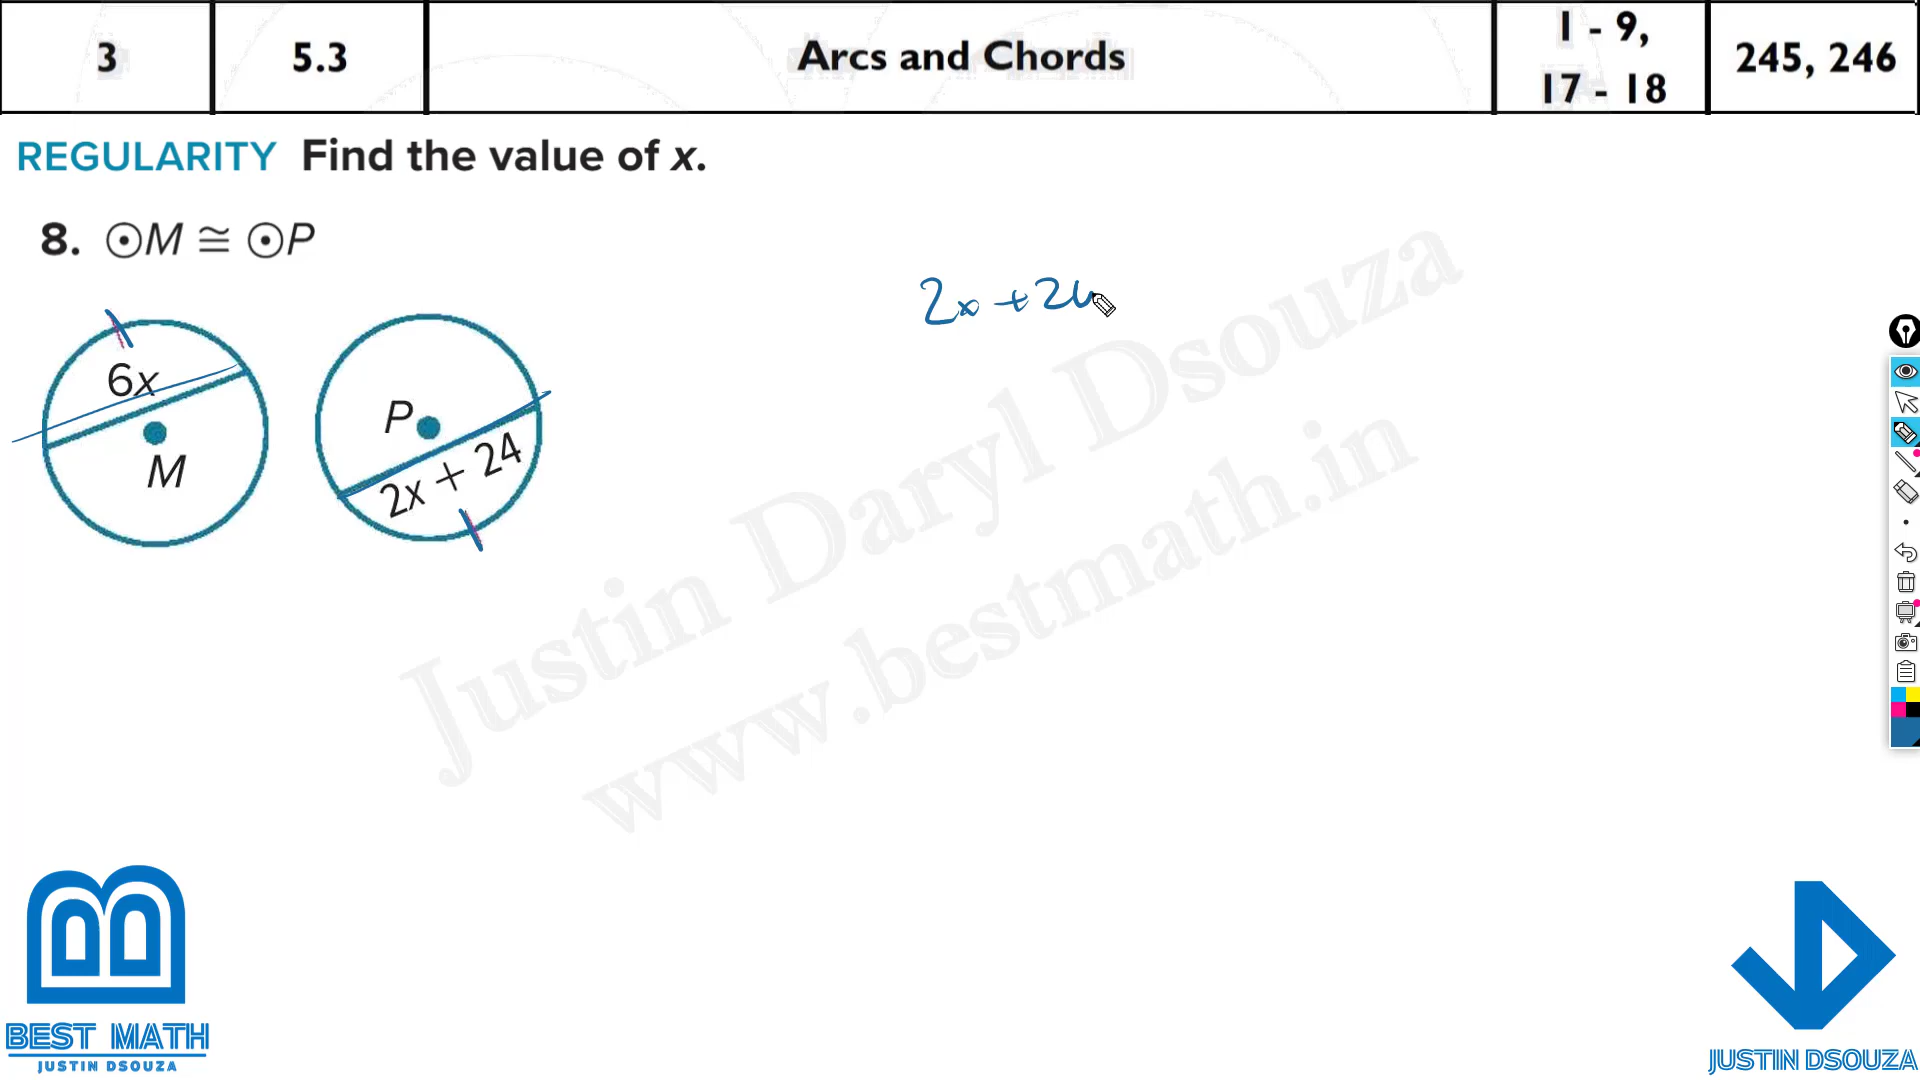 3 5.3 Arcs and Chords 1 - 9, 17 - 18 245, 246
REGULARITY Find the value of x.
8. ⊙M ≅ ⊙P
2x + 24
6x
M
P
2x + 24
Justin Daryl Dsouza
www.bestmath.in
BEST MATH
JUSTIN DSOUZA
JUSTIN DSOUZA